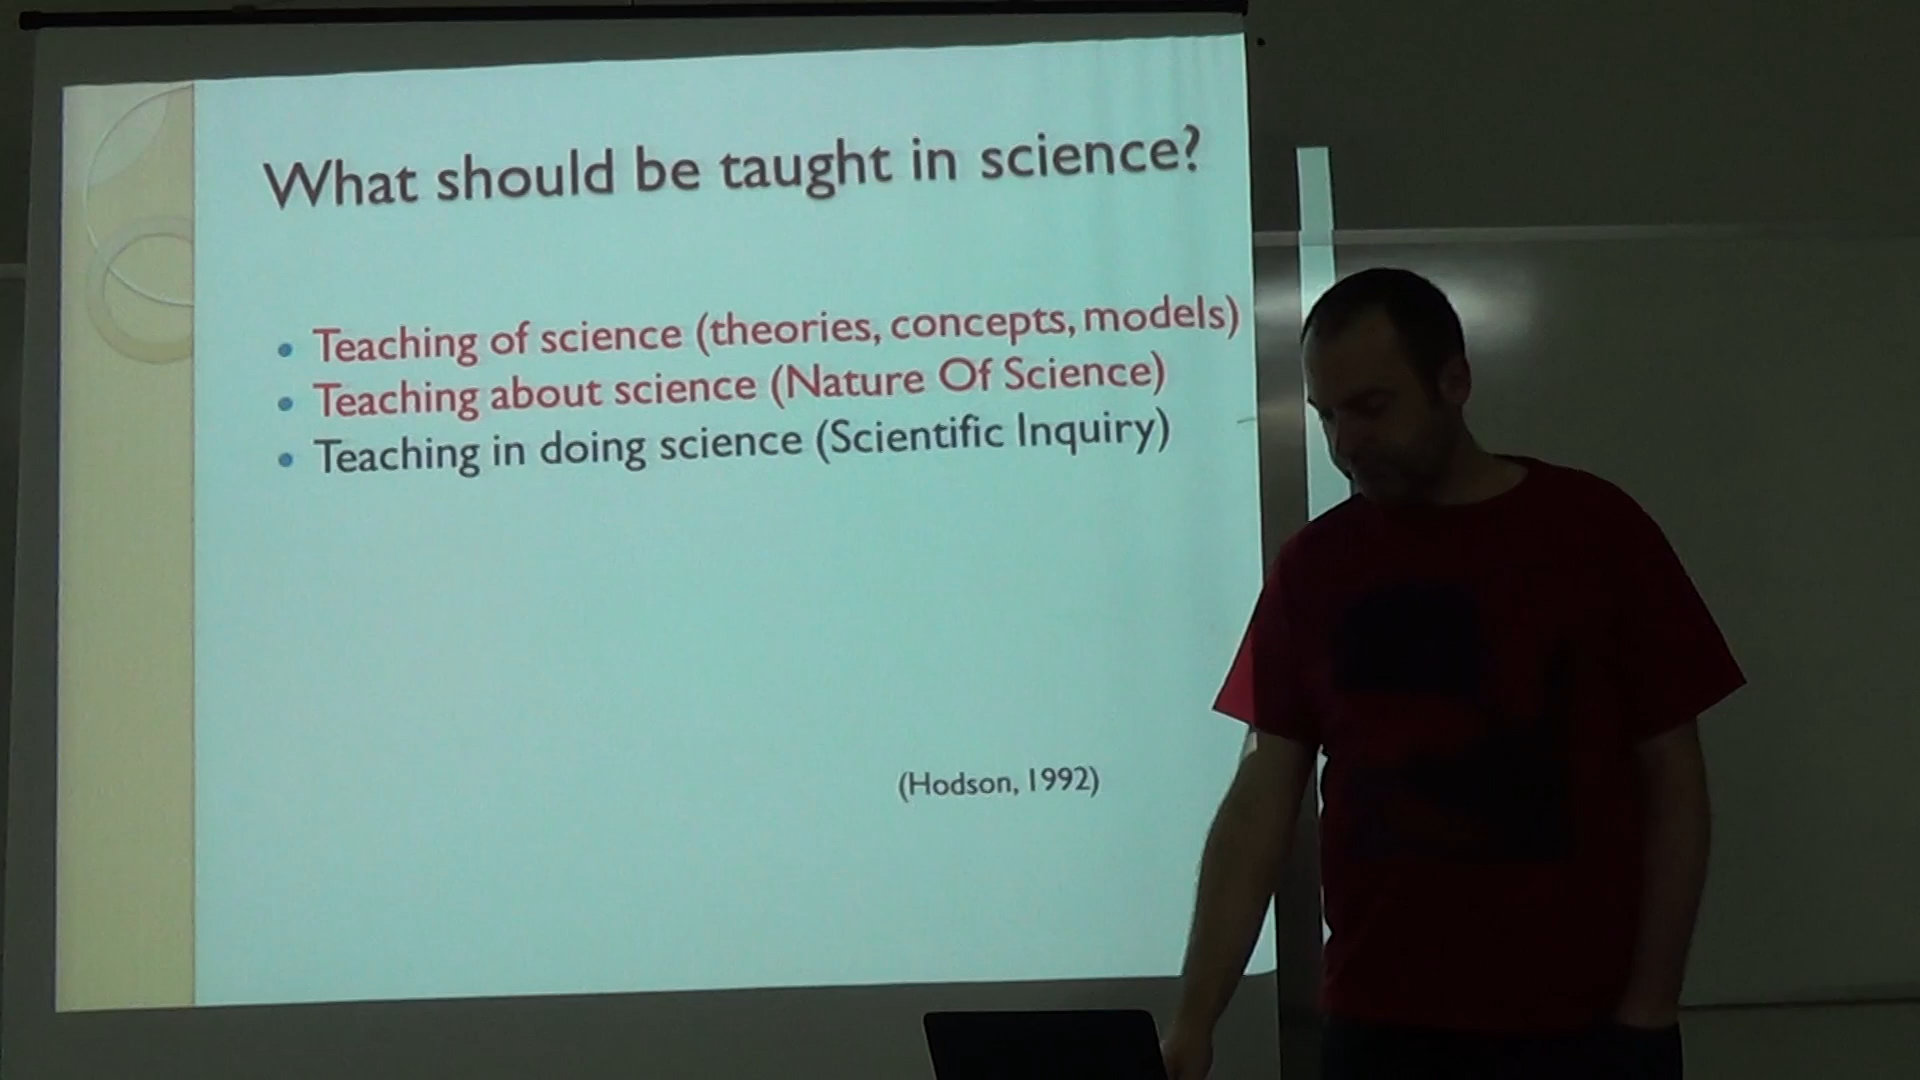 What should be taught in science?
• Teaching of science (theories, concepts, models)
• Teaching about science (Nature Of Science)
• Teaching in doing science (Scientific Inquiry)
(Hodson, 1992)